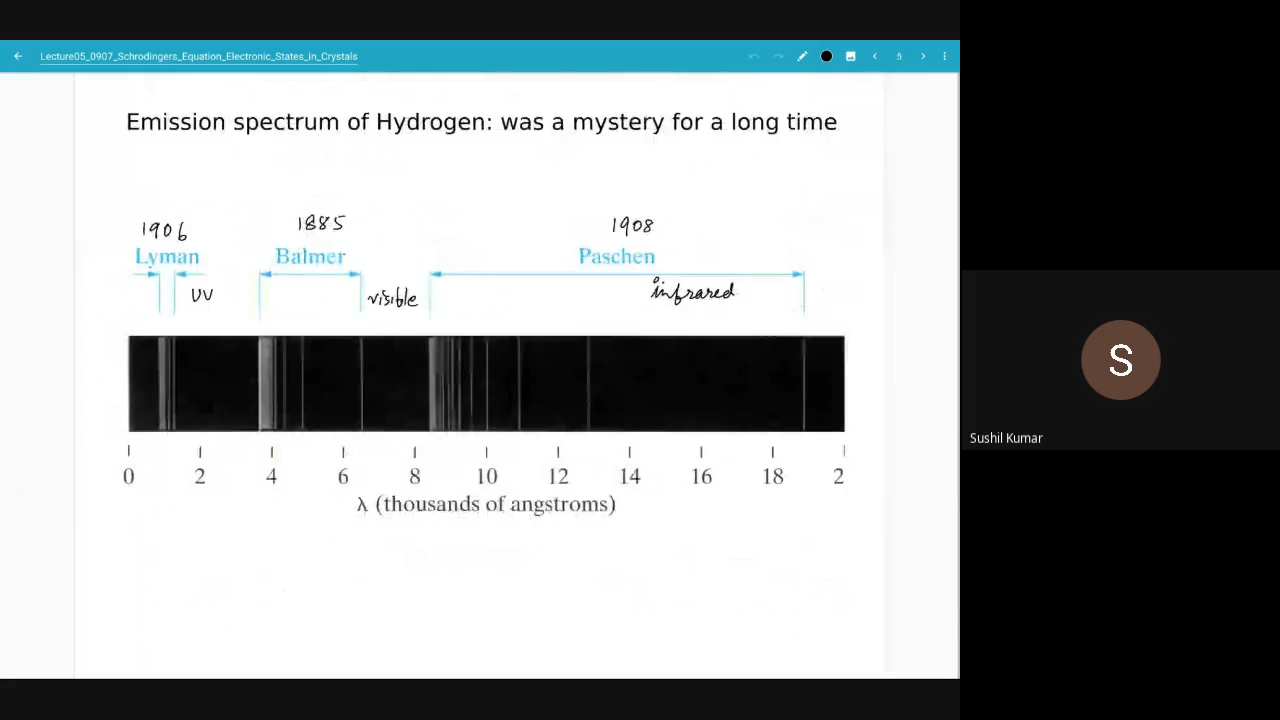 Lecture05_0907_Schrodingers_Equation_Electronic_States_in_Crystals
5
Emission spectrum of Hydrogen: was a mystery for a long time
1906 1885 1908
Lyman Balmer Paschen
UV visible infrared
0 2 4 6 8 10 12 14 16 18 2
λ (thousands of angstroms)
S
Sushil Kumar